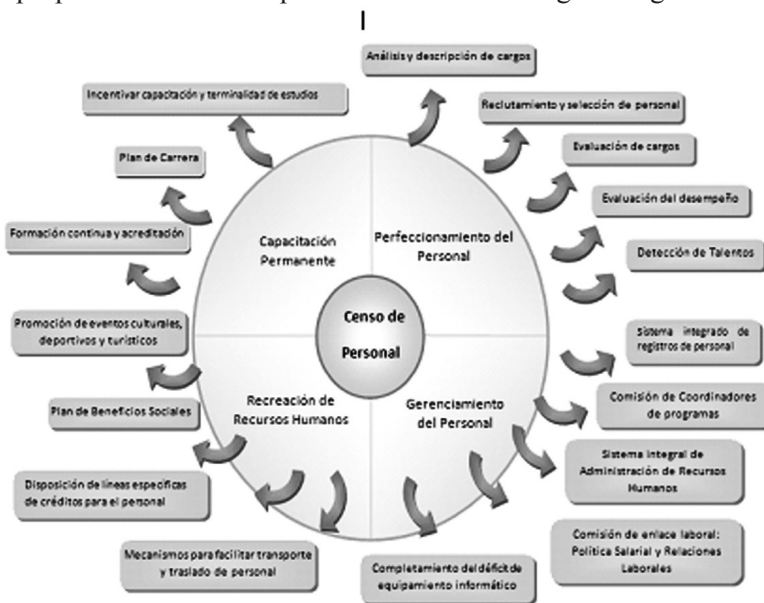 Análisis y descripción de cargos
Incentivar capacitación y terminalidad de estudios
Reclutamiento y selección de personal
Plan de Carrera
Evaluación de cargos
Evaluación del desempeño
Formación continua y acreditación
Capacitación
Permanente
Perfeccionamiento del
Personal
Detección de Talentos
Censo de
Personal
Promoción de eventos culturales,
deportivos y turísticos
Sistema integrado de
registros de personal
Plan de Beneficios Sociales
Recreación de
Recursos Humanos
Gerenciamiento
del Personal
Comisión de Coordinadores
de programas
Sistema integral de
Administración de Recursos
Humanos
Disposición de líneas específicas
de créditos para el personal
Mecanismos para facilitar transporte
y traslado de personal
Completamiento del déficit de
equipamiento informático
Comisión de enlace laboral:
Política Salarial y Relaciones
Laborales